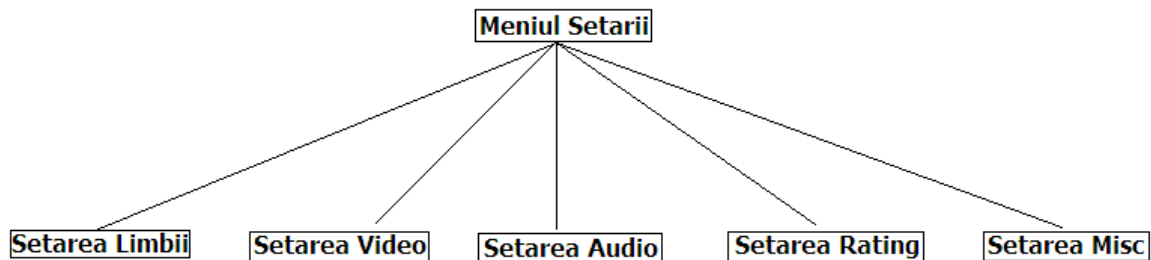 Meniul Setarii
Setarea Limbii
Setarea Video
Setarea Audio
Setarea Rating
Setarea Misc